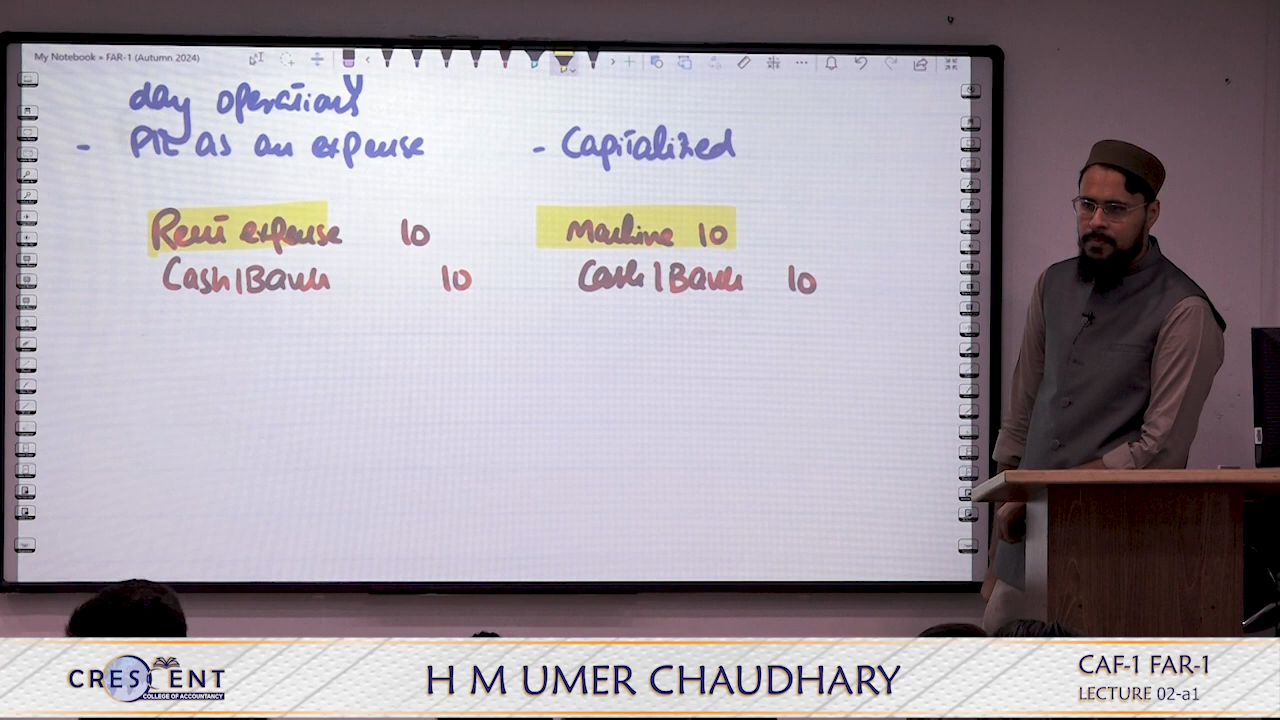 My Notebook » FAR-1 (Autumn 2024)
day operations
- P/L as an expense
- Capitalized
Rent expense 10
Cash/Bank 10
Machine 10
Cash/Bank 10
CRESCENT
COLLEGE OF ACCOUNTANCY
H M UMER CHAUDHARY
CAF-1 FAR-1
LECTURE 02-a1